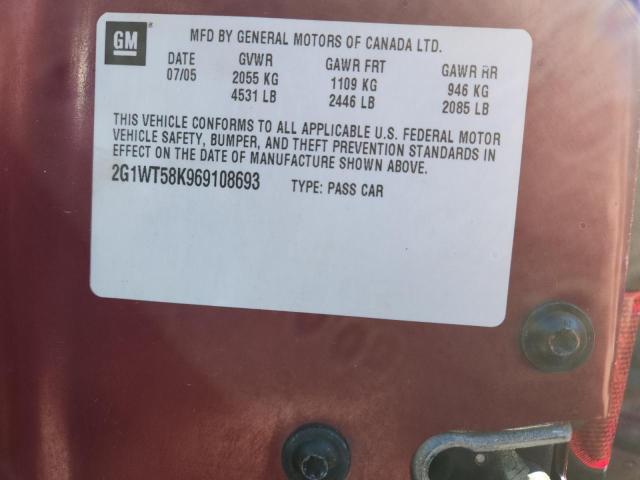 GM
MFD BY GENERAL MOTORS OF CANADA LTD.
DATE GVWR GAWR FRT GAWR RR
07/05 2055 KG 1109 KG 946 KG
4531 LB 2446 LB 2085 LB
THIS VEHICLE CONFORMS TO ALL APPLICABLE U.S. FEDERAL MOTOR
VEHICLE SAFETY, BUMPER, AND THEFT PREVENTION STANDARDS IN
EFFECT ON THE DATE OF MANUFACTURE SHOWN ABOVE.
2G1WT58K969108693 TYPE: PASS CAR